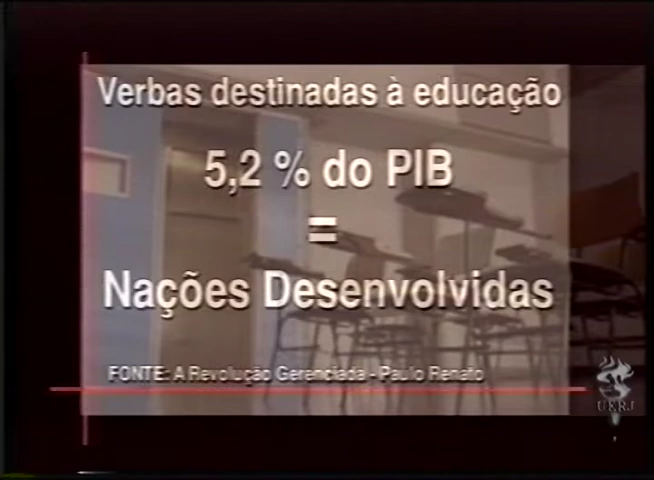 Verbas destinadas à educação
5,2 % do PIB
=
Nações Desenvolvidas
FONTE: A Revolução Gerenciada - Paulo Renato
UERJ